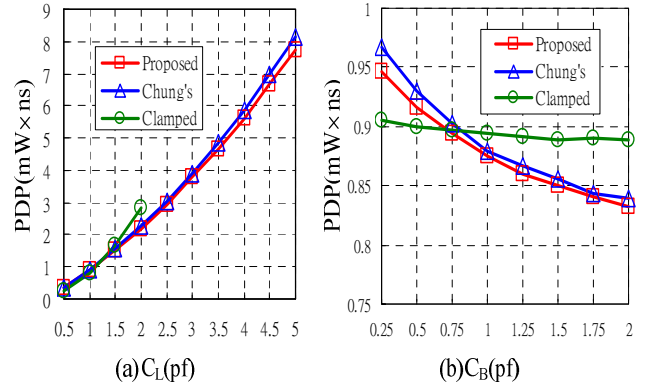 9
8
7
6
5
4
3
2
1
0
PDP(mW×ns)
Proposed
Chung's
Clamped
0.5 1 1.5 2 2.5 3 3.5 4 4.5 5
(a)CL(pf)
1
0.95
0.9
0.85
0.8
0.75
PDP(mW×ns)
Proposed
Chung's
Clamped
0.25 0.5 0.75 1 1.25 1.5 1.75 2
(b)CB(pf)